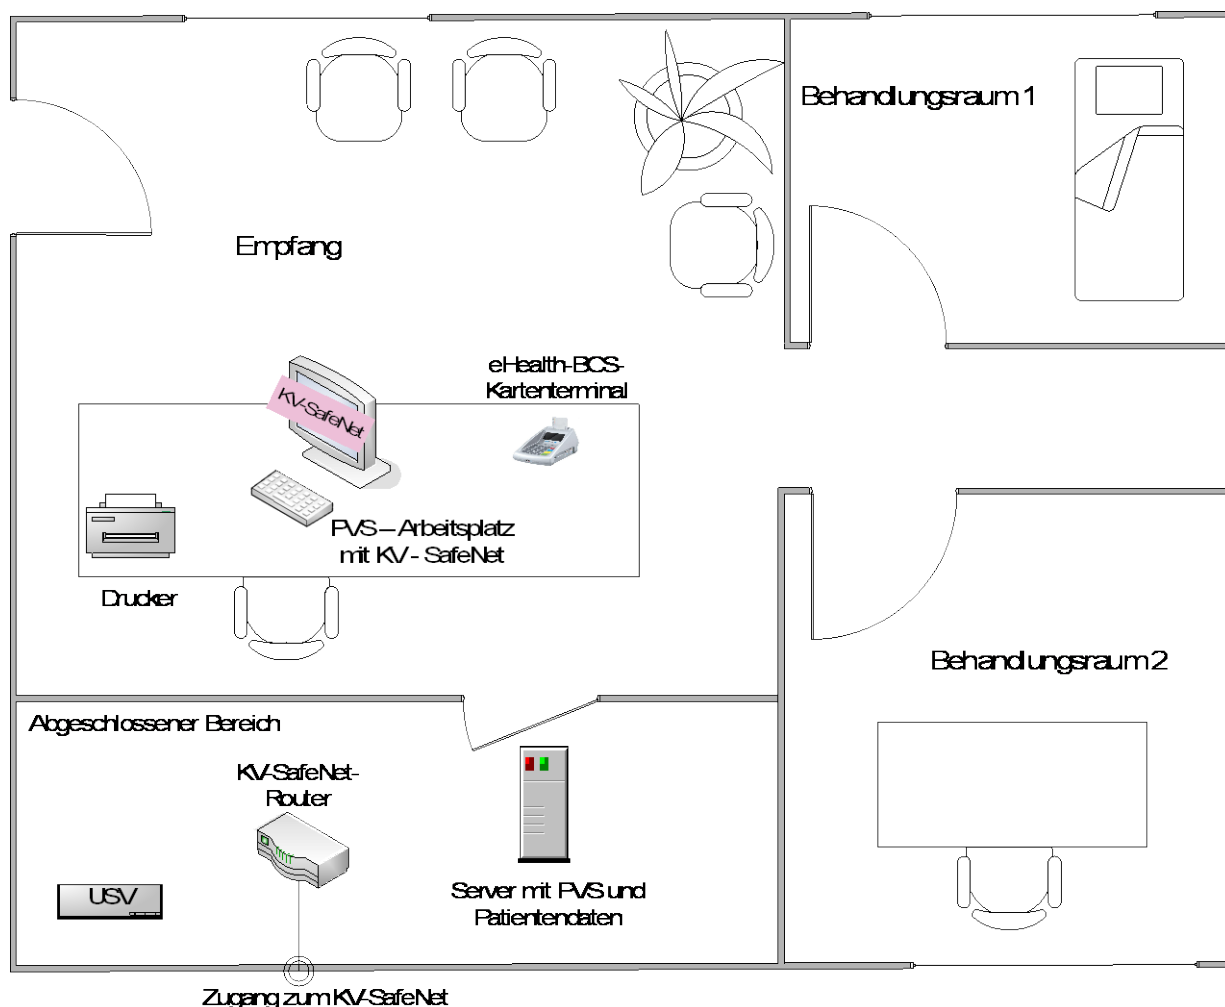 Behandlungsraum 1
Empfang
eHealth-BCS-
Kartenterminal
KV-SafeNet
PVS – Arbeitsplatz
mit KV - SafeNet
Drucker
Behandlungsraum 2
Abgeschlossener Bereich
KV-SafeNet-
Router
USV
Server mit PVS und
Patientendaten
Zugang zum KV-SafeNet